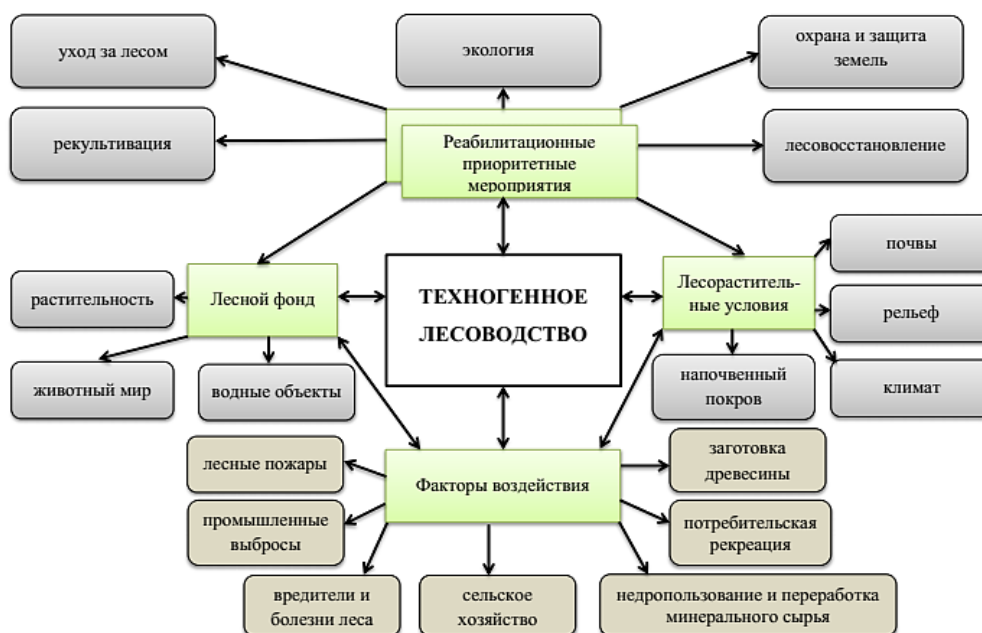 уход за лесом
экология
охрана и защита
земель
рекультивация
Реабилитационные
приоритетные
мероприятия
лесовосстановление
почвы
растительность
Лесной фонд
ТЕХНОГЕННОЕ
ЛЕСОВОДСТВО
Лесораститель-
ные условия
рельеф
животный мир
водные объекты
напочвенный
покров
климат
лесные пожары
Факторы воздействия
заготовка
древесины
промышленные
выбросы
потребительская
рекреация
вредители и
болезни леса
сельское
хозяйство
недропользование и переработка
минерального сырья